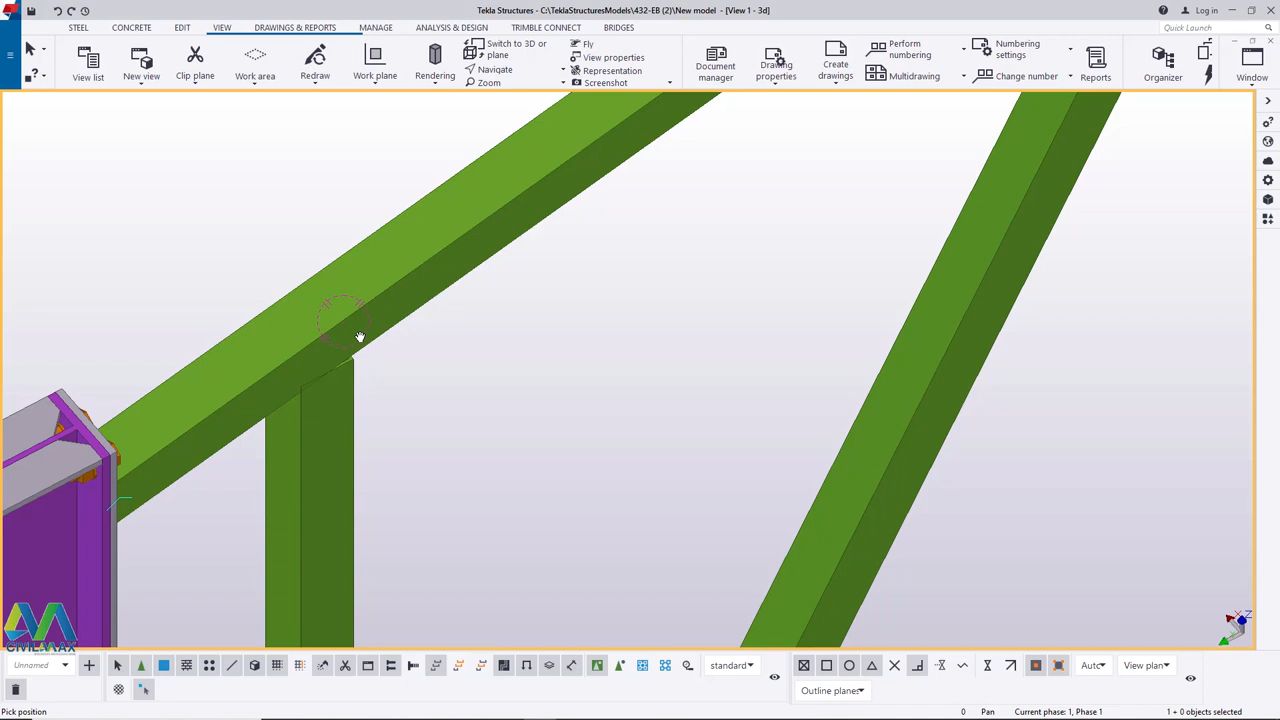 Tekla Structures - C:\TeklaStructuresModels\432-EB (2)\New model - [View 1 - 3d]
Log in
STEEL CONCRETE EDIT VIEW DRAWINGS & REPORTS MANAGE ANALYSIS & DESIGN TRIMBLE CONNECT BRIDGES
Quick Launch
View list
New view
Clip plane
Work area
Redraw
Work plane
Rendering
Switch to 3D or plane
Navigate
Zoom
Fly
View properties
Representation
Screenshot
Document manager
Drawing properties
Create drawings
Perform numbering
Multidrawing
Numbering settings
Change number
Reports
Window
Z
X
CIVILMAX
Unnamed
standard
Auto
View plan
Outline planes
Pick position
0 Pan Current phase: 1, Phase 1 1 + 0 objects selected